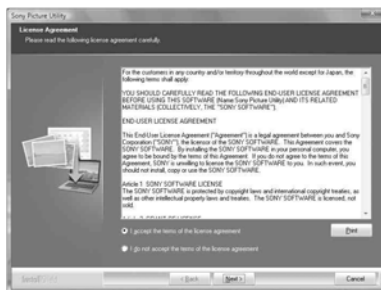 Sony Picture Utility
License Agreement
Please read the following license agreement carefully.
For the customers in any country and/or territory throughout the world except for Japan, the
following terms shall apply:
YOU SHOULD CAREFULLY READ THE FOLLOWING END-USER LICENSE AGREEMENT
BEFORE USING THIS SOFTWARE (Name:Sony Picture Utility) AND ITS RELATED
MATERIALS (COLLECTIVELY, THE "SONY SOFTWARE").
END-USER LICENSE AGREEMENT
This End-User License Agreement ("Agreement") is a legal agreement between you and Sony
Corporation ("SONY"), the licensor of the SONY SOFTWARE. This Agreement covers the
SONY SOFTWARE. By installing the SONY SOFTWARE in your personal computer, you
agree to be bound by the terms of this Agreement. If you do not agree to the terms of this
Agreement, SONY is unwilling to license the SONY SOFTWARE to you. In such event, you
should not install, copy or use the SONY SOFTWARE.
Article 1: SONY SOFTWARE LICENSE
The SONY SOFTWARE is protected by copyright laws and international copyright treaties, as
well as other intellectual property laws and treaties. The SONY SOFTWARE is licensed, not
sold.
I accept the terms of the license agreement
Print
I do not accept the terms of the license agreement
< Back
Next >
Cancel